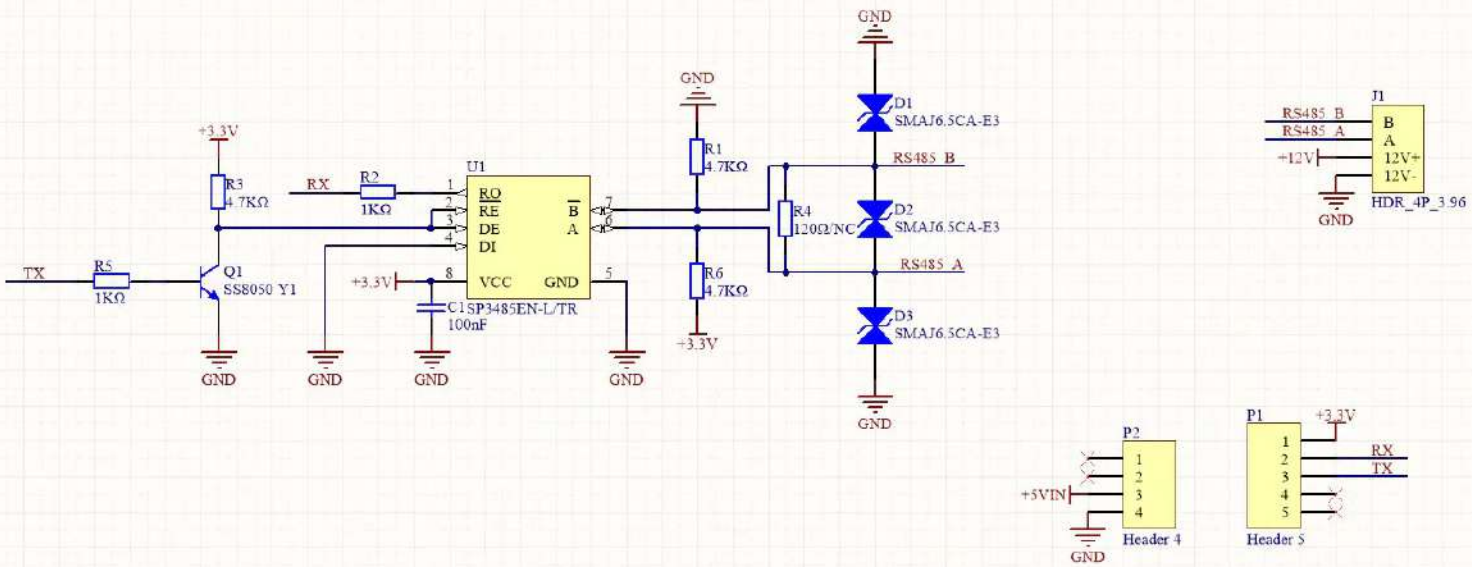 GND
D1
SMAJ6.5CA-E3
GND
R1
4.7KΩ
RS485_B
+3.3V
R3
4.7KΩ
RX
R2
1KΩ
U1
1
RO
2
RE
3
DE
4
DI
8
VCC
GND
5
B
7
A
6
SP3485EN-L/TR
R4
120Ω/NC
D2
SMAJ6.5CA-E3
RS485_A
TX
R5
1KΩ
Q1
SS8050 Y1
+3.3V
C1
100nF
R6
4.7KΩ
+3.3V
D3
SMAJ6.5CA-E3
GND
GND
GND
GND
GND
J1
RS485_B
B
RS485_A
A
+12V
12V+
12V-
GND
HDR_4P_3.96
P2
1
2
+5VIN
3
4
GND
Header 4
P1
+3.3V
1
2
RX
3
TX
4
5
Header 5